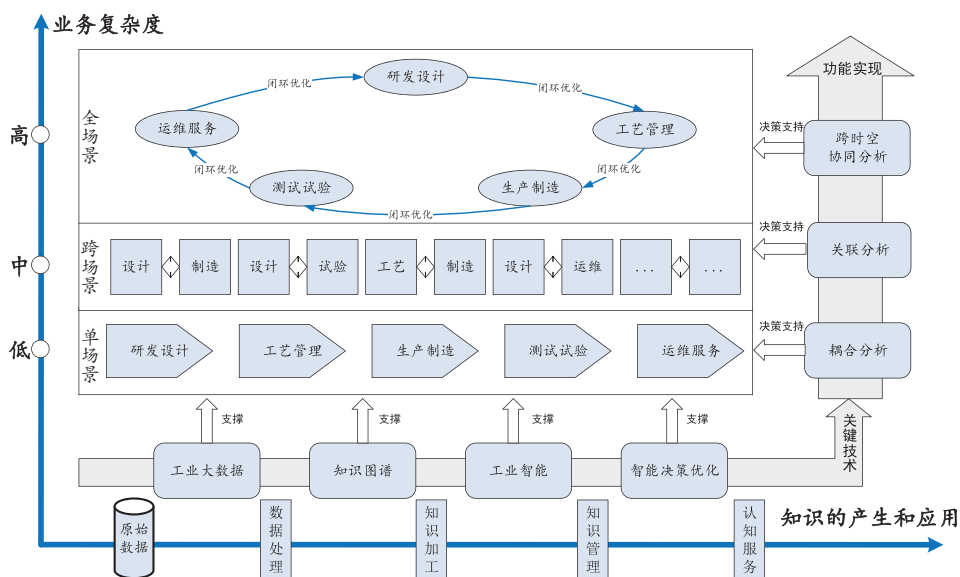 业务复杂度
功能实现
高
全场景
研发设计
闭环优化
闭环优化
运维服务
工艺管理
闭环优化
闭环优化
测试试验
生产制造
闭环优化
决策支持
跨时空
协同分析
中
跨场景
设计
制造
设计
试验
工艺
制造
设计
运维
...
...
决策支持
关联分析
低
单场景
研发设计
工艺管理
生产制造
测试试验
运维服务
决策支持
耦合分析
支撑
支撑
支撑
支撑
关键技术
工业大数据
知识图谱
工业智能
智能决策优化
原始
数据
数据处理
知识加工
知识管理
认知服务
知识的产生和应用